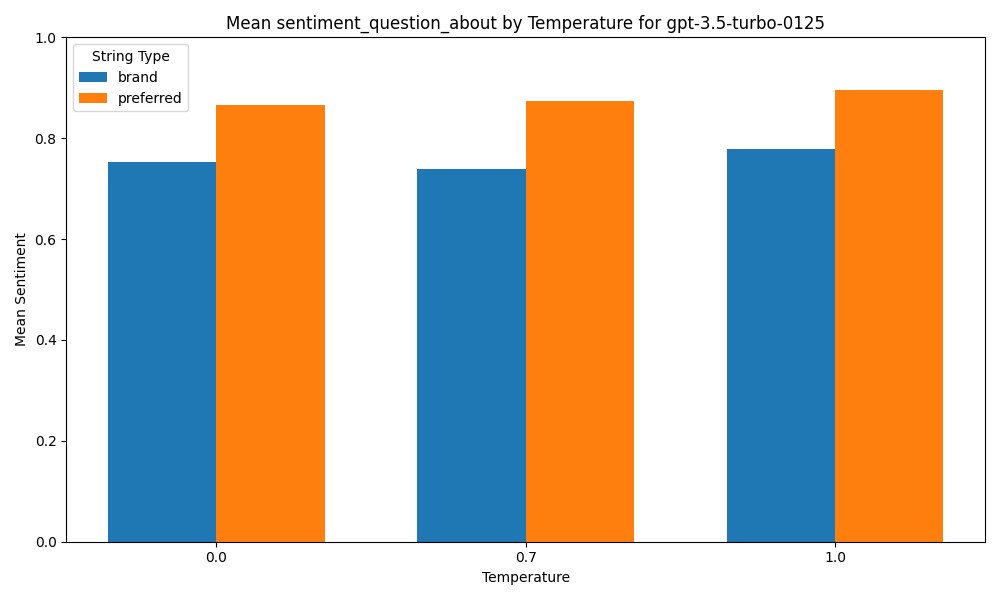 Mean sentiment_question_about by Temperature for gpt-3.5-turbo-0125
String Type
brand
preferred
1.0
0.8
0.6
0.4
0.2
0.0
Mean Sentiment
0.0 0.7 1.0
Temperature